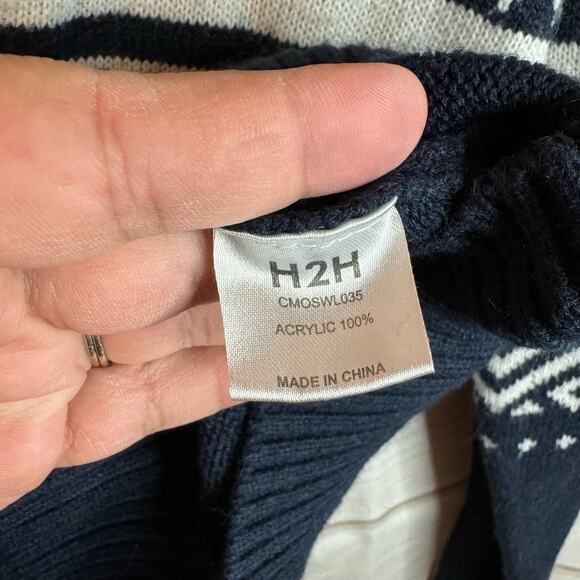 H2H
CMOSWL035
ACRYLIC 100%
MADE IN CHINA